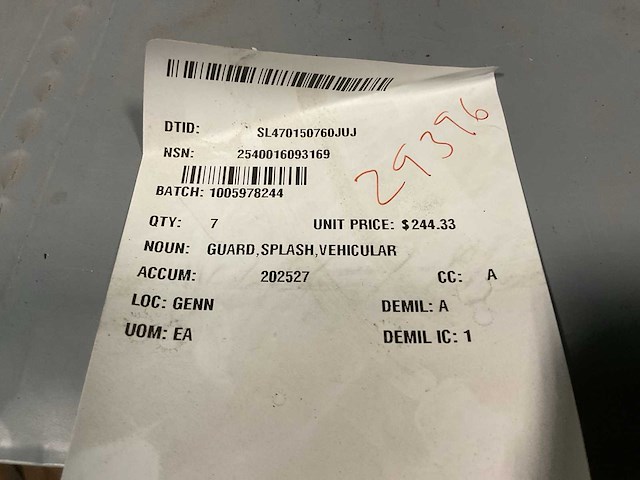 DTID: SL470150760JUJ
29396
NSN: 2540016093169
BATCH: 1005978244
QTY: 7 UNIT PRICE: $244.33
NOUN: GUARD,SPLASH,VEHICULAR
ACCUM: 202527 CC: A
LOC: GENN DEMIL: A
UOM: EA DEMIL IC: 1